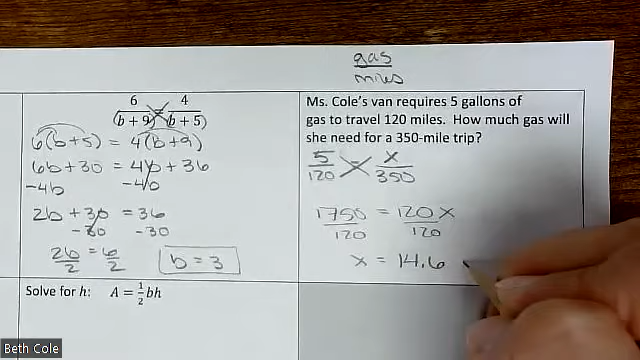 gas
miles
6/(b + 9) = 4/(b + 5)
6(b+5) = 4(b+9)
6b+30 = 4b+36
-4b -4b
2b + 30 = 36
-30 -30
2b/2 = 6/2
b = 3
Ms. Cole's van requires 5 gallons of
gas to travel 120 miles. How much gas will
she need for a 350-mile trip?
5/120 = x/350
1750/120 = 120x/120
x = 14.6
Solve for h: A = 1/2 bh
Beth Cole